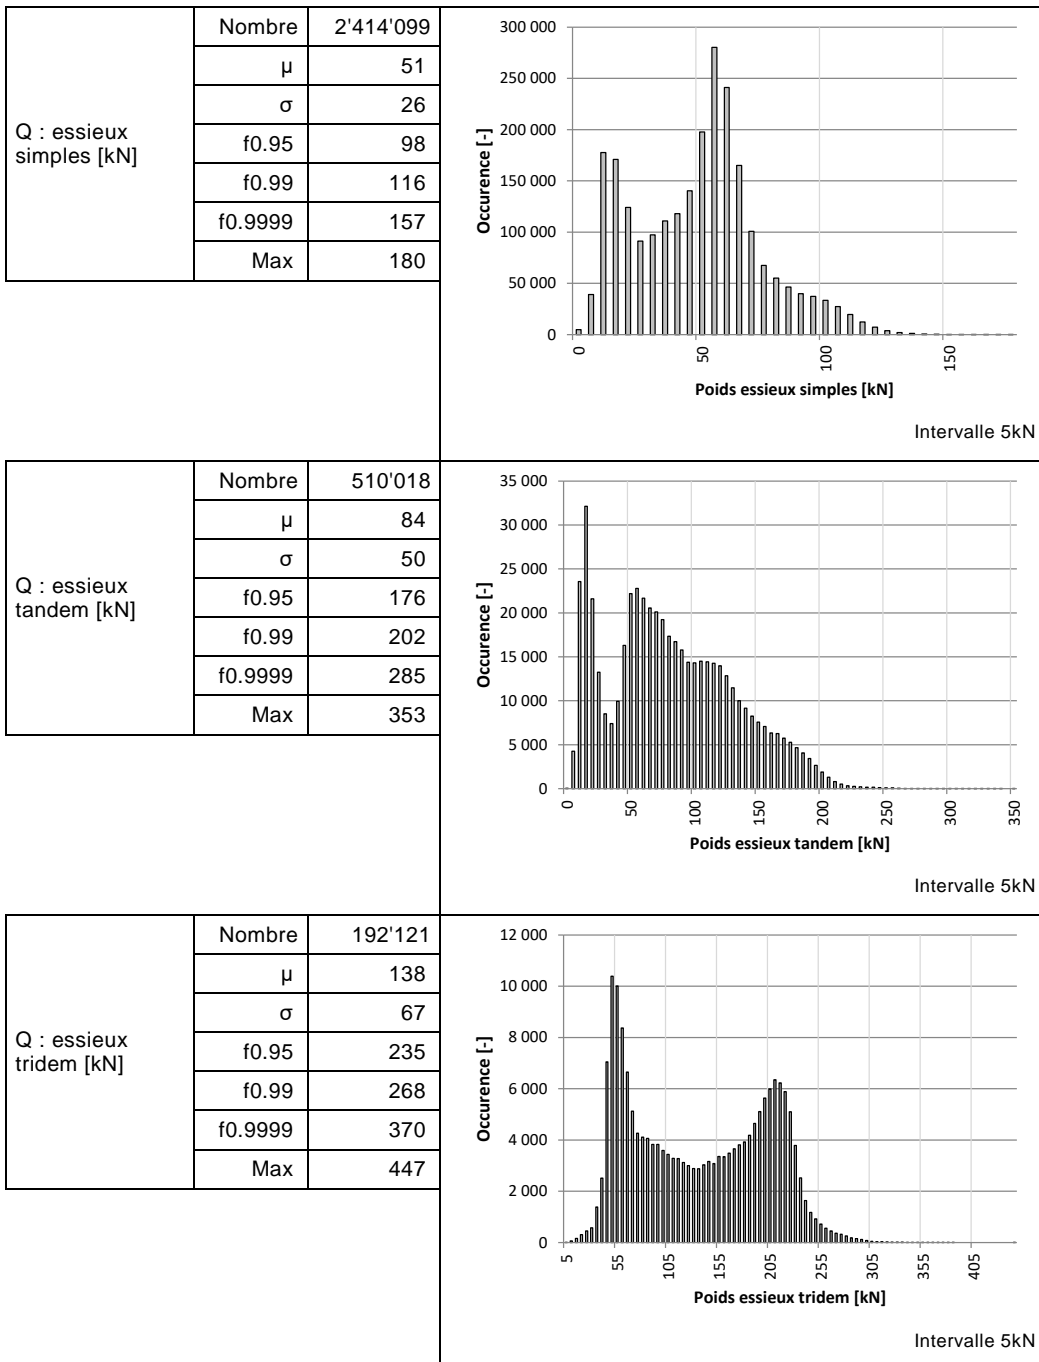 Q : essieux
simples [kN]
Nombre 2'414'099
μ 51
σ 26
f0.95 98
f0.99 116
f0.9999 157
Max 180
300 000
250 000
200 000
150 000
100 000
50 000
0
Occurence [-]
0 50 100 150
Poids essieux simples [kN]
Intervalle 5kN
Q : essieux
tandem [kN]
Nombre 510'018
μ 84
σ 50
f0.95 176
f0.99 202
f0.9999 285
Max 353
35 000
30 000
25 000
20 000
15 000
10 000
5 000
0
Occurence [-]
0 50 100 150 200 250 300 350
Poids essieux tandem [kN]
Intervalle 5kN
Q : essieux
tridem [kN]
Nombre 192'121
μ 138
σ 67
f0.95 235
f0.99 268
f0.9999 370
Max 447
12 000
10 000
8 000
6 000
4 000
2 000
0
Occurence [-]
5 55 105 155 205 255 305 355 405
Poids essieux tridem [kN]
Intervalle 5kN